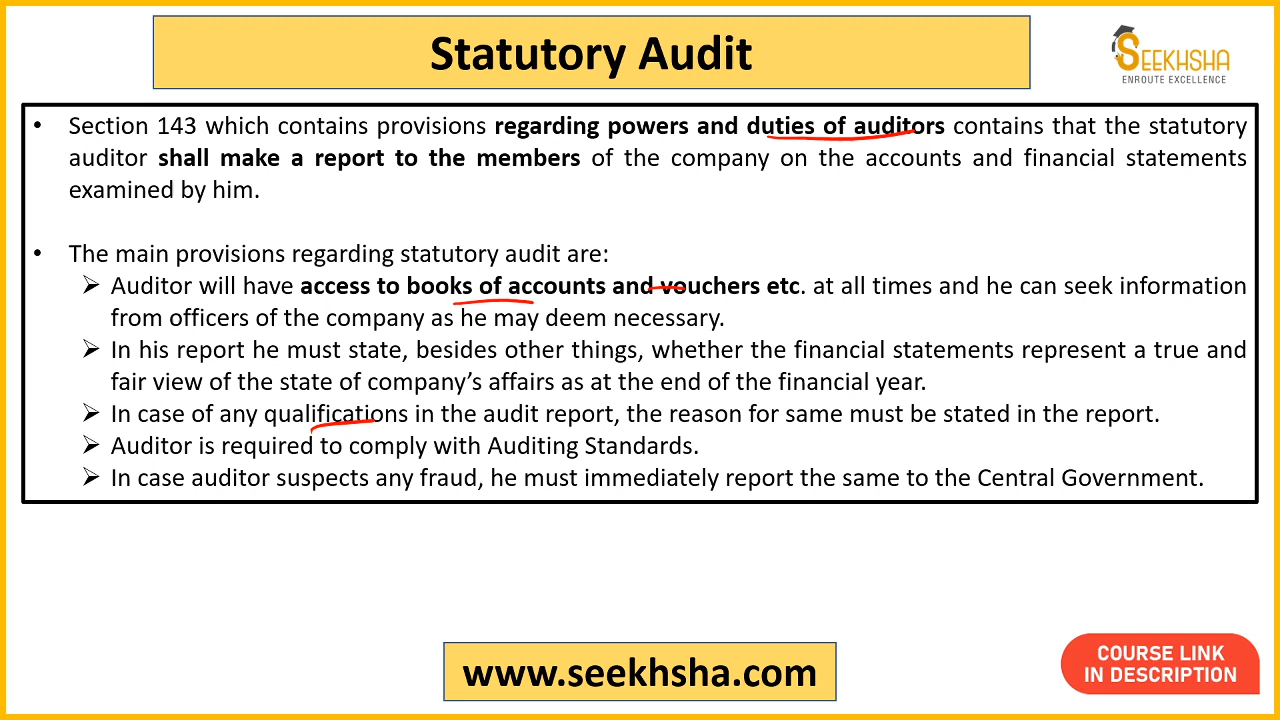 Statutory Audit
SEEKHSHA
ENROUTE EXCELLENCE
• Section 143 which contains provisions regarding powers and duties of auditors contains that the statutory
auditor shall make a report to the members of the company on the accounts and financial statements
examined by him.
• The main provisions regarding statutory audit are:
➢ Auditor will have access to books of accounts and vouchers etc. at all times and he can seek information
from officers of the company as he may deem necessary.
➢ In his report he must state, besides other things, whether the financial statements represent a true and
fair view of the state of company’s affairs as at the end of the financial year.
➢ In case of any qualifications in the audit report, the reason for same must be stated in the report.
➢ Auditor is required to comply with Auditing Standards.
➢ In case auditor suspects any fraud, he must immediately report the same to the Central Government.
www.seekhsha.com
COURSE LINK
IN DESCRIPTION